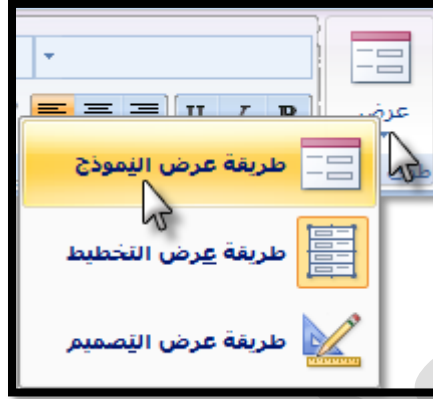 عرض
طريقة عرض النموذج
طريقة عرض التخطيط
طريقة عرض التصميم